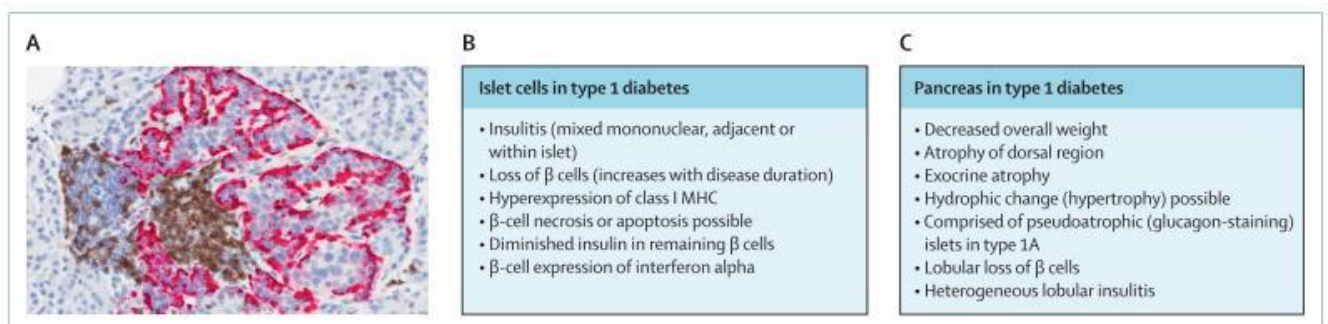 A
B
Islet cells in type 1 diabetes
• Insulitis (mixed mononuclear, adjacent or
within islet)
• Loss of β cells (increases with disease duration)
• Hyperexpression of class I MHC
• β-cell necrosis or apoptosis possible
• Diminished insulin in remaining β cells
• β-cell expression of interferon alpha
C
Pancreas in type 1 diabetes
• Decreased overall weight
• Atrophy of dorsal region
• Exocrine atrophy
• Hydrophic change (hypertrophy) possible
• Comprised of pseudoatrophic (glucagon-staining)
islets in type 1A
• Lobular loss of β cells
• Heterogeneous lobular insulitis